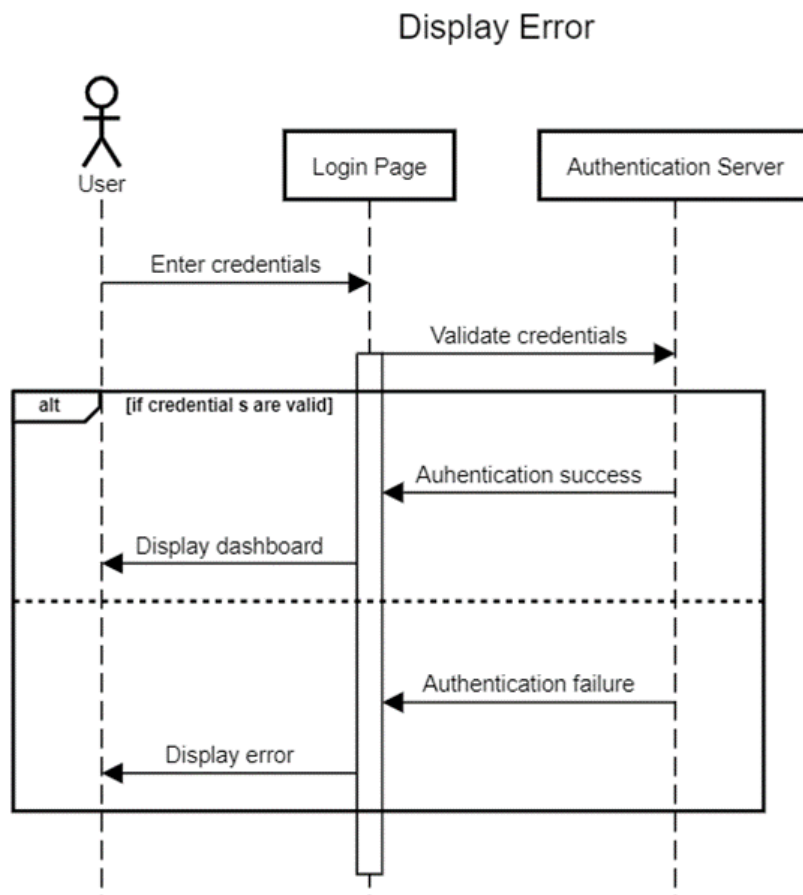 Display Error
User
Login Page
Authentication Server
Enter credentials
Validate credentials
alt
[if credential s are valid]
Auhentication success
Display dashboard
Authentication failure
Display error